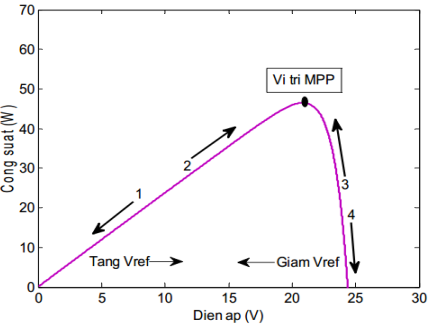 70
60
50
40
30
20
10
0
Cong suat (W)
Vi tri MPP
1
2
3
4
Tang Vref
Giam Vref
0 5 10 15 20 25 30
Dien ap (V)